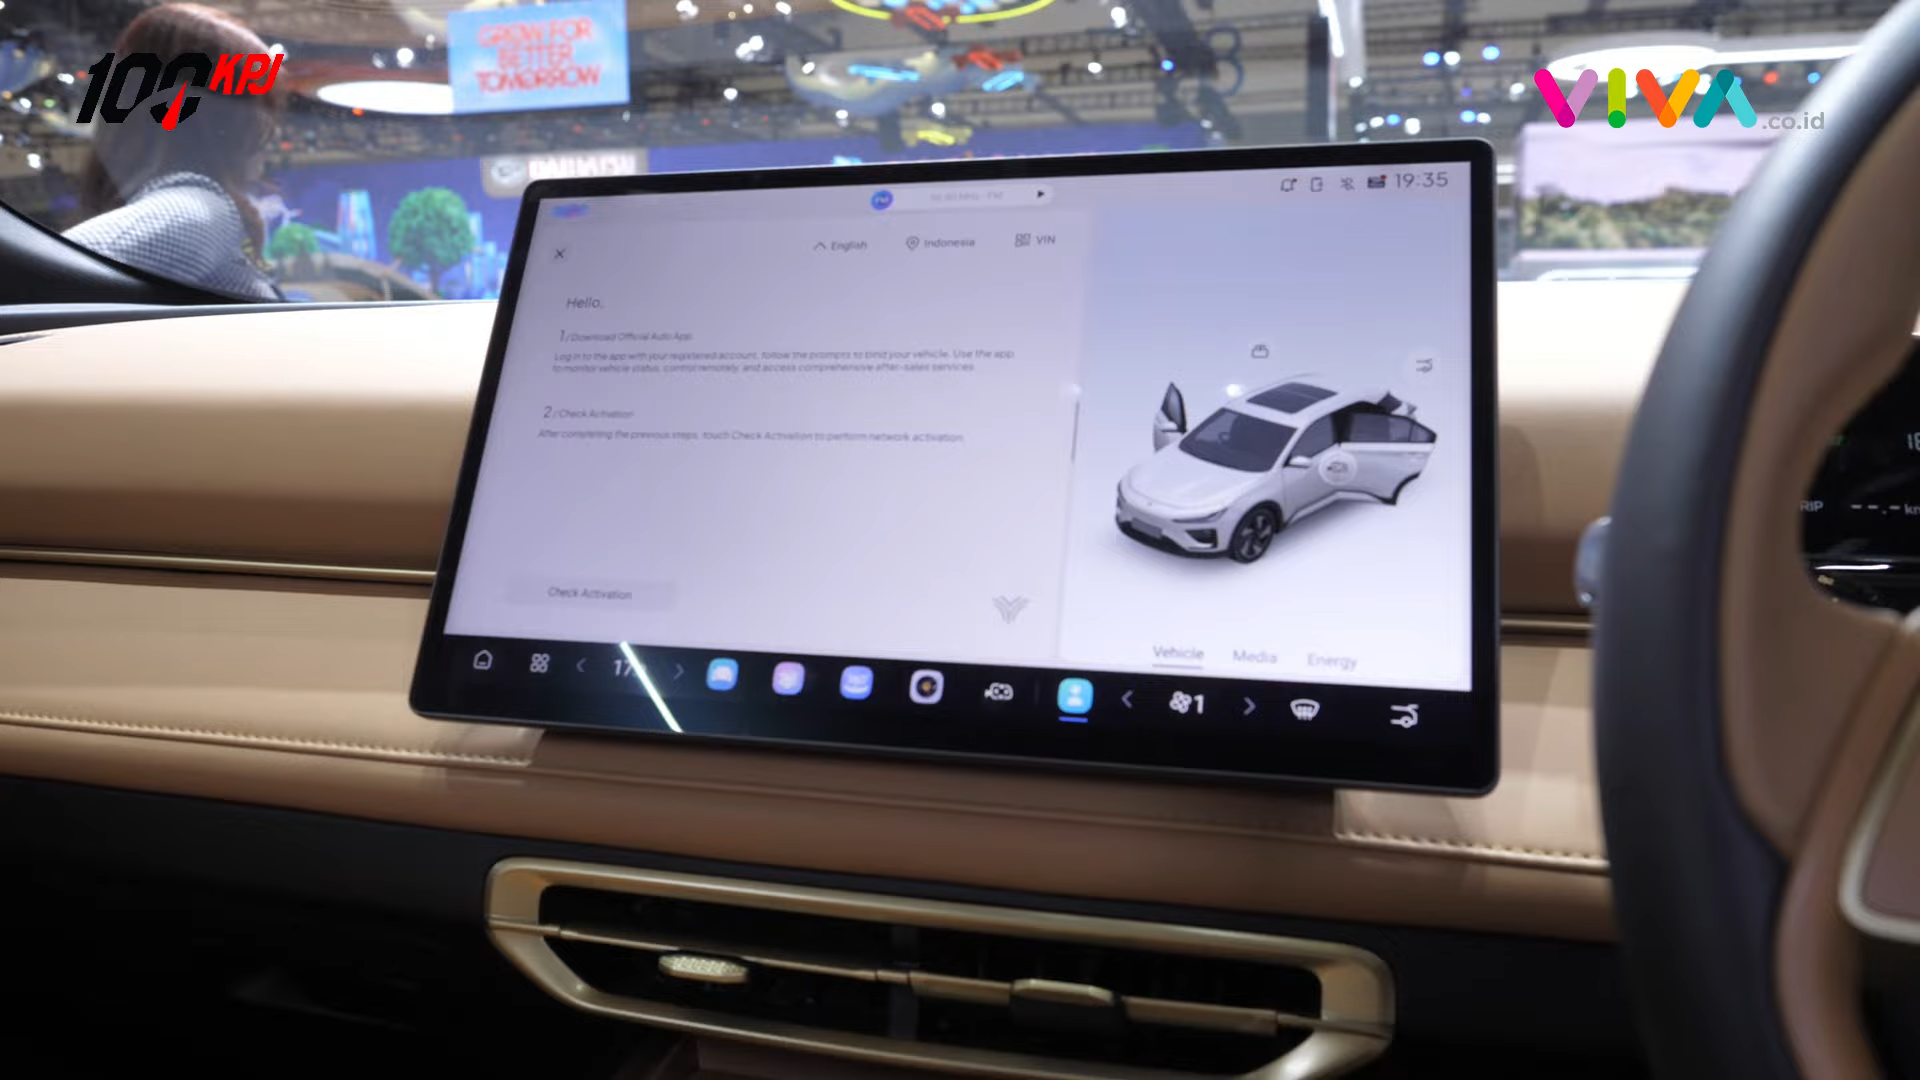 100KPJ
VIVA.co.id
GROW FOR
BETTER
TOMORROW
19:35
English
Indonesia
VIN
Hello,
1/Download Official Auto App
Log in to the app with your registered account, follow the prompts to bind your vehicle. Use the app
to monitor vehicle status, control remotely, and access comprehensive after-sales services.
2/Check Activation
After completing the previous steps, touch Check Activation to perform network activation.
Check Activation
Vehicle
Media
Energy
1
RIP
--.- km